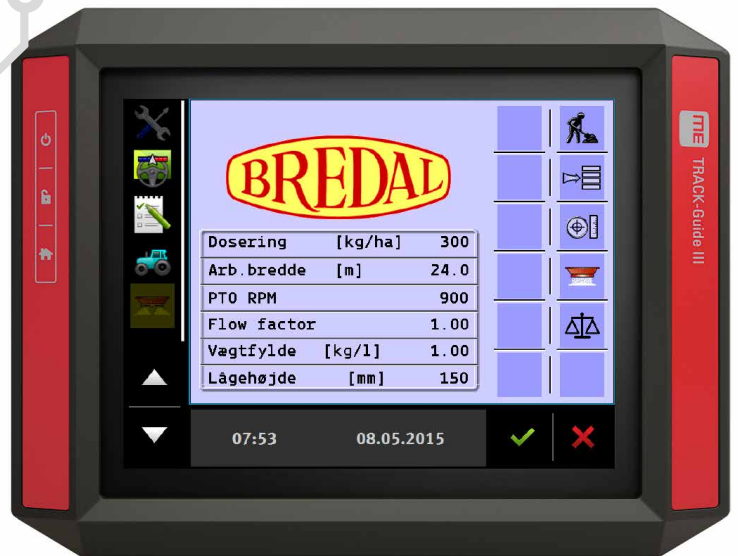 BREDAL
Dosering [kg/ha] 300
Arb.bredde [m] 24.0
PTO RPM 900
Flow factor 1.00
Vægtfylde [kg/l] 1.00
Lågehøjde [mm] 150
07:53 08.05.2015
ME TRACK-Guide III